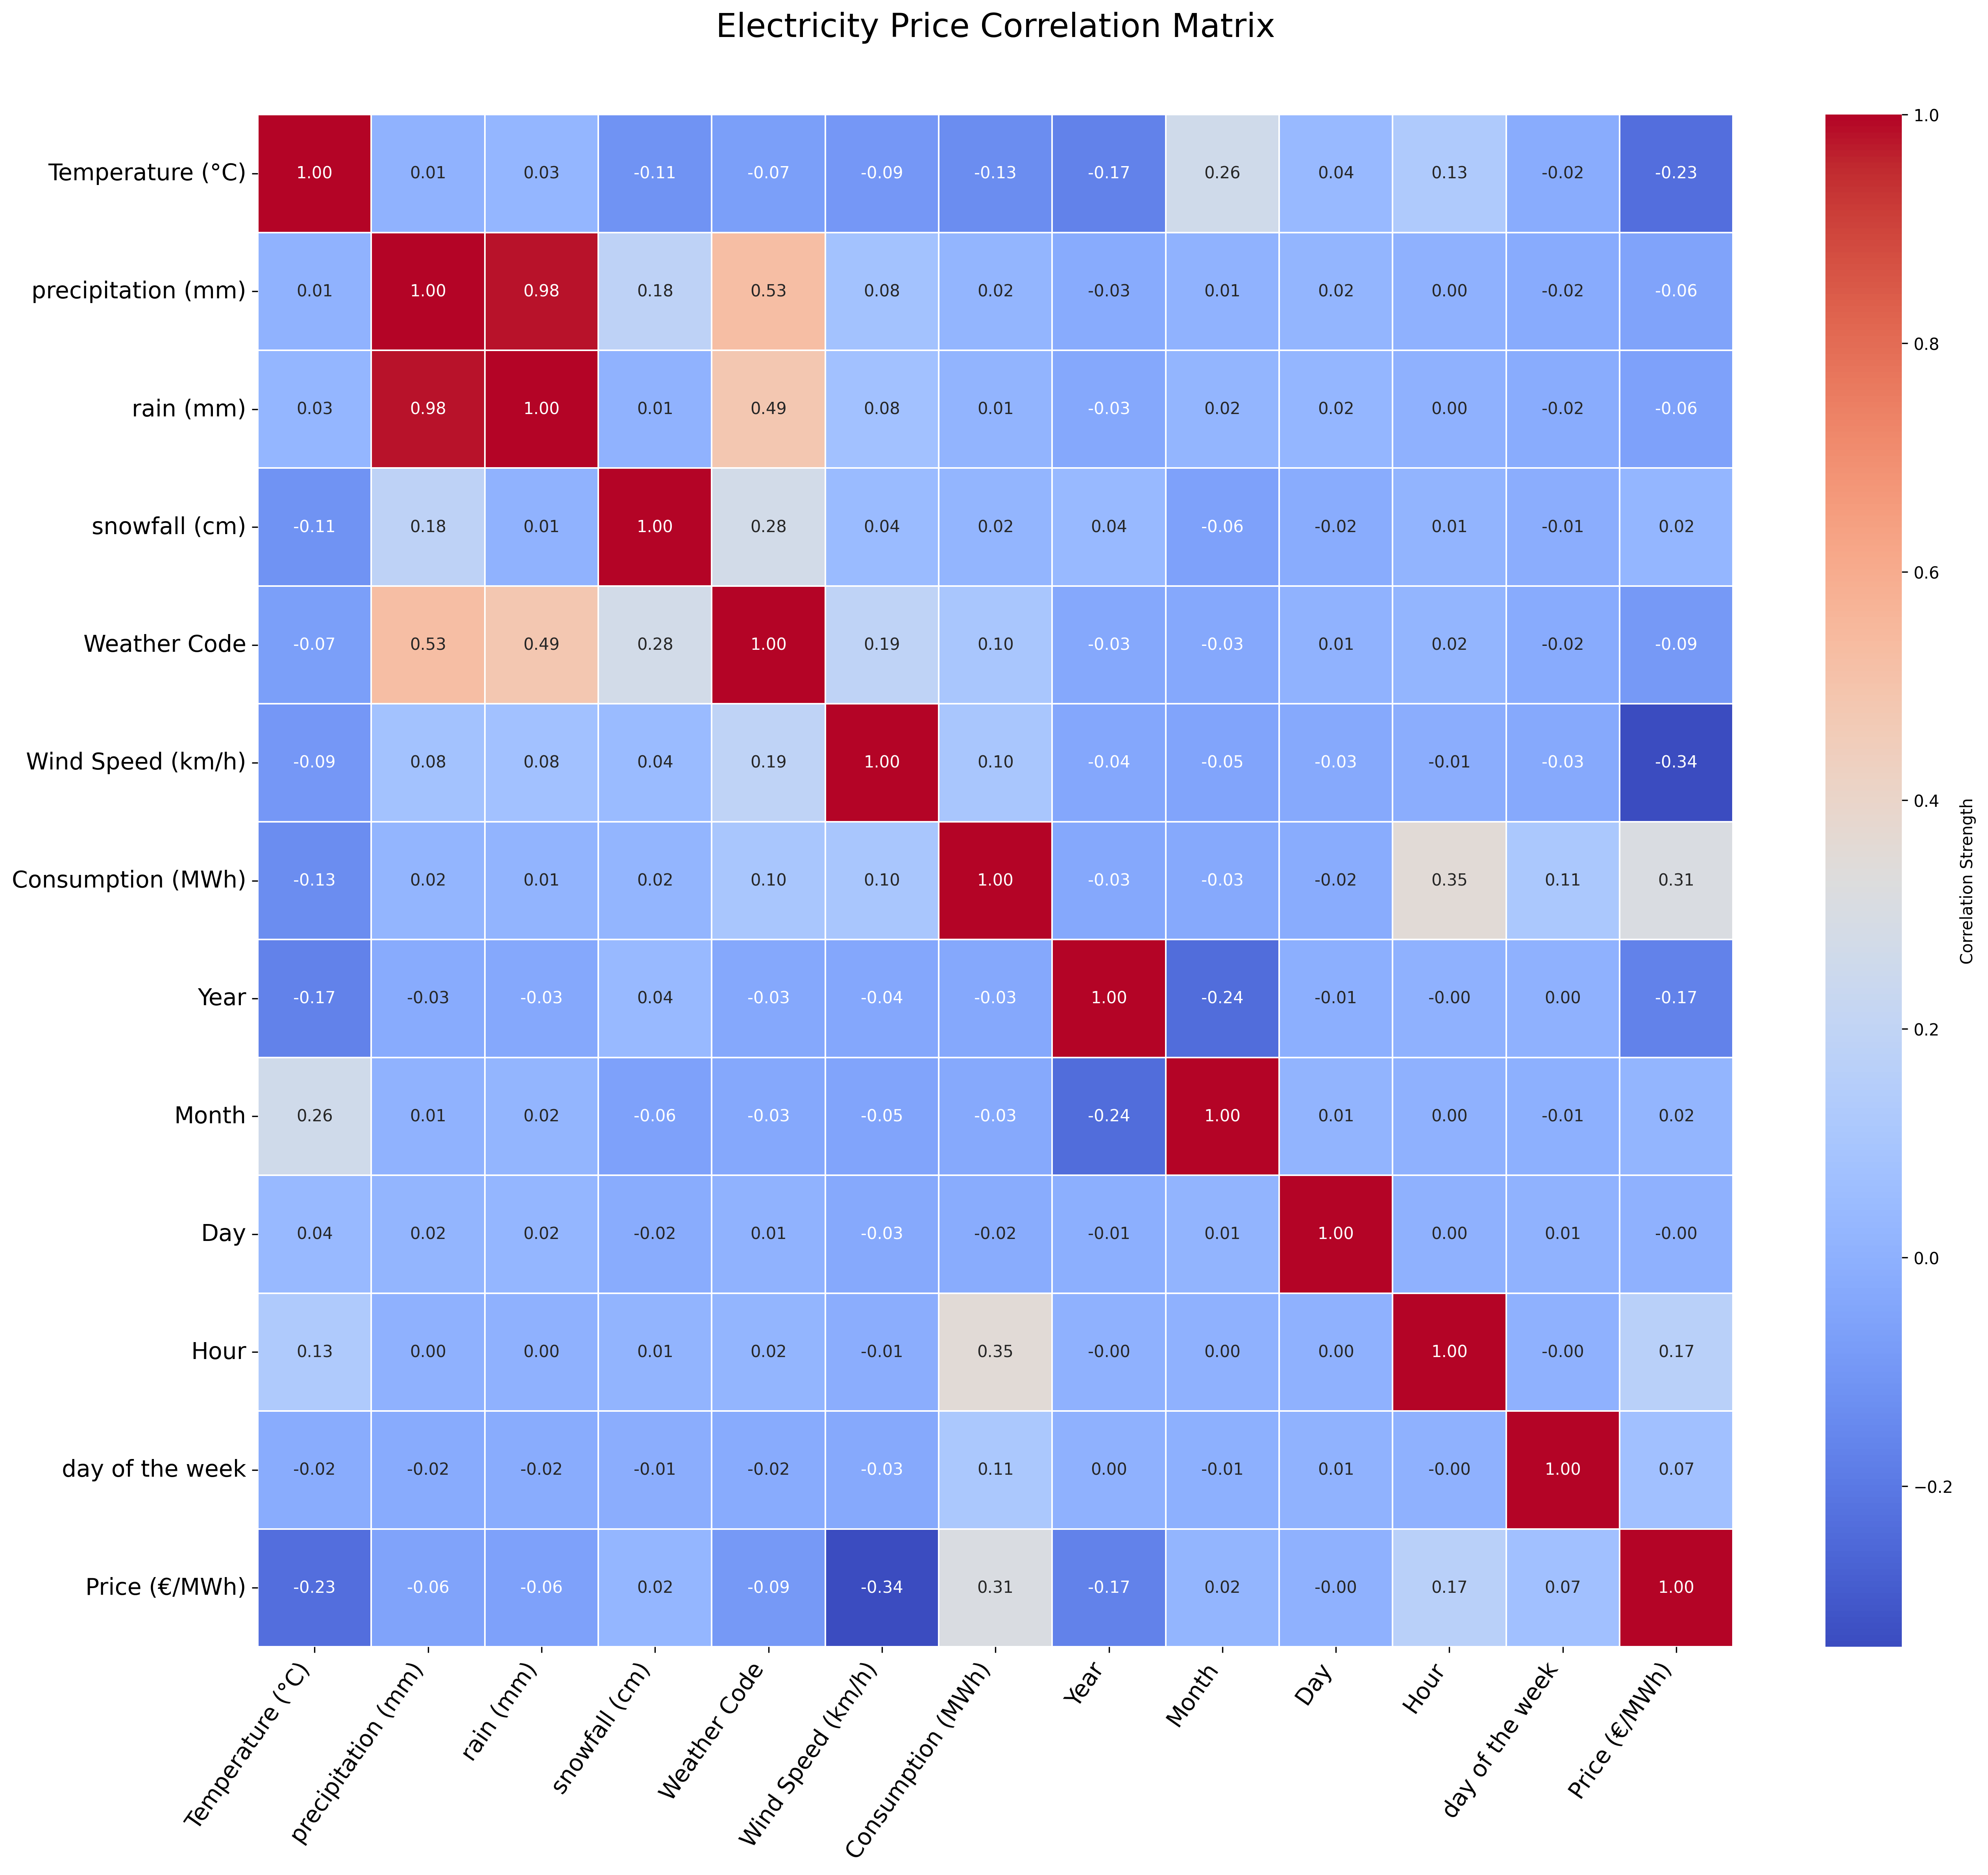 Electricity Price Correlation Matrix
Temperature (°C) 1.00 0.01 0.03 -0.11 -0.07 -0.09 -0.13 -0.17 0.26 0.04 0.13 -0.02 -0.23
precipitation (mm) 0.01 1.00 0.98 0.18 0.53 0.08 0.02 -0.03 0.01 0.02 0.00 -0.02 -0.06
rain (mm) 0.03 0.98 1.00 0.01 0.49 0.08 0.01 -0.03 0.02 0.02 0.00 -0.02 -0.06
snowfall (cm) -0.11 0.18 0.01 1.00 0.28 0.04 0.02 0.04 -0.06 -0.02 0.01 -0.01 0.02
Weather Code -0.07 0.53 0.49 0.28 1.00 0.19 0.10 -0.03 -0.03 0.01 0.02 -0.02 -0.09
Wind Speed (km/h) -0.09 0.08 0.08 0.04 0.19 1.00 0.10 -0.04 -0.05 -0.03 -0.01 -0.03 -0.34
Consumption (MWh) -0.13 0.02 0.01 0.02 0.10 0.10 1.00 -0.03 -0.03 -0.02 0.35 0.11 0.31
Year -0.17 -0.03 -0.03 0.04 -0.03 -0.04 -0.03 1.00 -0.24 -0.01 -0.00 0.00 -0.17
Month 0.26 0.01 0.02 -0.06 -0.03 -0.05 -0.03 -0.24 1.00 0.01 0.00 -0.01 0.02
Day 0.04 0.02 0.02 -0.02 0.01 -0.03 -0.02 -0.01 0.01 1.00 0.00 0.01 -0.00
Hour 0.13 0.00 0.00 0.01 0.02 -0.01 0.35 -0.00 0.00 0.00 1.00 -0.00 0.17
day of the week -0.02 -0.02 -0.02 -0.01 -0.02 -0.03 0.11 0.00 -0.01 0.01 -0.00 1.00 0.07
Price (€/MWh) -0.23 -0.06 -0.06 0.02 -0.09 -0.34 0.31 -0.17 0.02 -0.00 0.17 0.07 1.00
Temperature (°C)
precipitation (mm)
rain (mm)
snowfall (cm)
Weather Code
Wind Speed (km/h)
Consumption (MWh)
Year
Month
Day
Hour
day of the week
Price (€/MWh)
1.0
0.8
0.6
0.4
0.2
0.0
−0.2
Correlation Strength